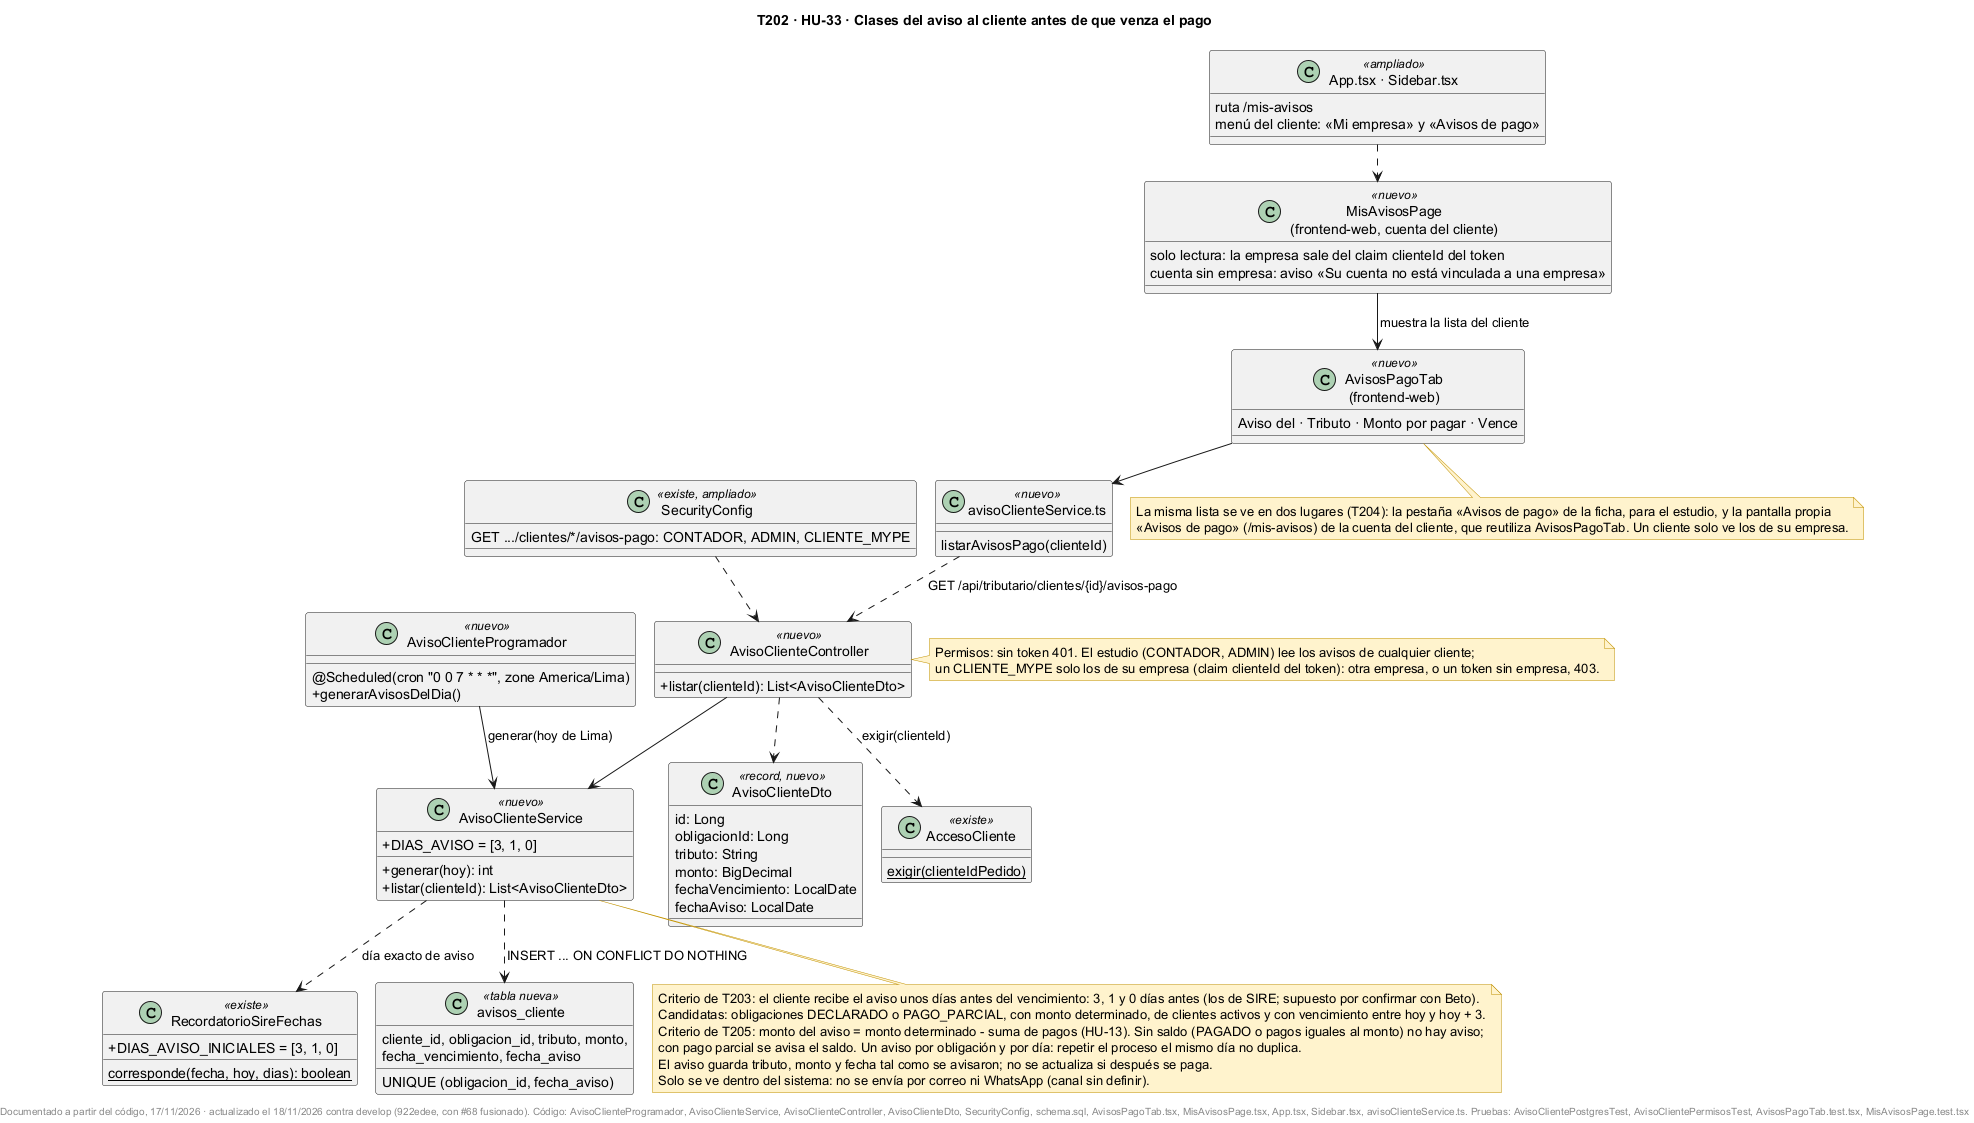 T202 · HU-33 · Clases del aviso al cliente antes de que venza el pago
«ampliado»
App.tsx · Sidebar.tsx
ruta /mis-avisos
menú del cliente: «Mi empresa» y «Avisos de pago»
«nuevo»
MisAvisosPage
(frontend-web, cuenta del cliente)
solo lectura: la empresa sale del claim clienteId del token
cuenta sin empresa: aviso «Su cuenta no está vinculada a una empresa»
muestra la lista del cliente
«nuevo»
AvisosPagoTab
(frontend-web)
Aviso del · Tributo · Monto por pagar · Vence
«existe, ampliado»
SecurityConfig
GET .../clientes/*/avisos-pago: CONTADOR, ADMIN, CLIENTE_MYPE
«nuevo»
avisoClienteService.ts
listarAvisosPago(clienteId)
La misma lista se ve en dos lugares (T204): la pestaña «Avisos de pago» de la ficha, para el estudio, y la pantalla propia
«Avisos de pago» (/mis-avisos) de la cuenta del cliente, que reutiliza AvisosPagoTab. Un cliente solo ve los de su empresa.
GET /api/tributario/clientes/{id}/avisos-pago
«nuevo»
AvisoClienteProgramador
@Scheduled(cron "0 0 7 * * *", zone America/Lima)
+generarAvisosDelDia()
«nuevo»
AvisoClienteController
+listar(clienteId): List<AvisoClienteDto>
Permisos: sin token 401. El estudio (CONTADOR, ADMIN) lee los avisos de cualquier cliente;
un CLIENTE_MYPE solo los de su empresa (claim clienteId del token): otra empresa, o un token sin empresa, 403.
generar(hoy de Lima)
exigir(clienteId)
«nuevo»
AvisoClienteService
+DIAS_AVISO = [3, 1, 0]
+generar(hoy): int
+listar(clienteId): List<AvisoClienteDto>
«record, nuevo»
AvisoClienteDto
id: Long
obligacionId: Long
tributo: String
monto: BigDecimal
fechaVencimiento: LocalDate
fechaAviso: LocalDate
«existe»
AccesoCliente
exigir(clienteIdPedido)
día exacto de aviso
INSERT ... ON CONFLICT DO NOTHING
«existe»
RecordatorioSireFechas
+DIAS_AVISO_INICIALES = [3, 1, 0]
corresponde(fecha, hoy, dias): boolean
«tabla nueva»
avisos_cliente
cliente_id, obligacion_id, tributo, monto,
fecha_vencimiento, fecha_aviso
UNIQUE (obligacion_id, fecha_aviso)
Criterio de T203: el cliente recibe el aviso unos días antes del vencimiento: 3, 1 y 0 días antes (los de SIRE; supuesto por confirmar con Beto).
Candidatas: obligaciones DECLARADO o PAGO_PARCIAL, con monto determinado, de clientes activos y con vencimiento entre hoy y hoy + 3.
Criterio de T205: monto del aviso = monto determinado - suma de pagos (HU-13). Sin saldo (PAGADO o pagos iguales al monto) no hay aviso;
con pago parcial se avisa el saldo. Un aviso por obligación y por día: repetir el proceso el mismo día no duplica.
El aviso guarda tributo, monto y fecha tal como se avisaron; no se actualiza si después se paga.
Solo se ve dentro del sistema: no se envía por correo ni WhatsApp (canal sin definir).
Documentado a partir del código, 17/11/2026 · actualizado el 18/11/2026 contra develop (922edee, con #68 fusionado). Código: AvisoClienteProgramador, AvisoClienteService, AvisoClienteController, AvisoClienteDto, SecurityConfig, schema.sql, AvisosPagoTab.tsx, MisAvisosPage.tsx, App.tsx, Sidebar.tsx, avisoClienteService.ts. Pruebas: AvisoClientePostgresTest, AvisoClientePermisosTest, AvisosPagoTab.test.tsx, MisAvisosPage.test.tsx